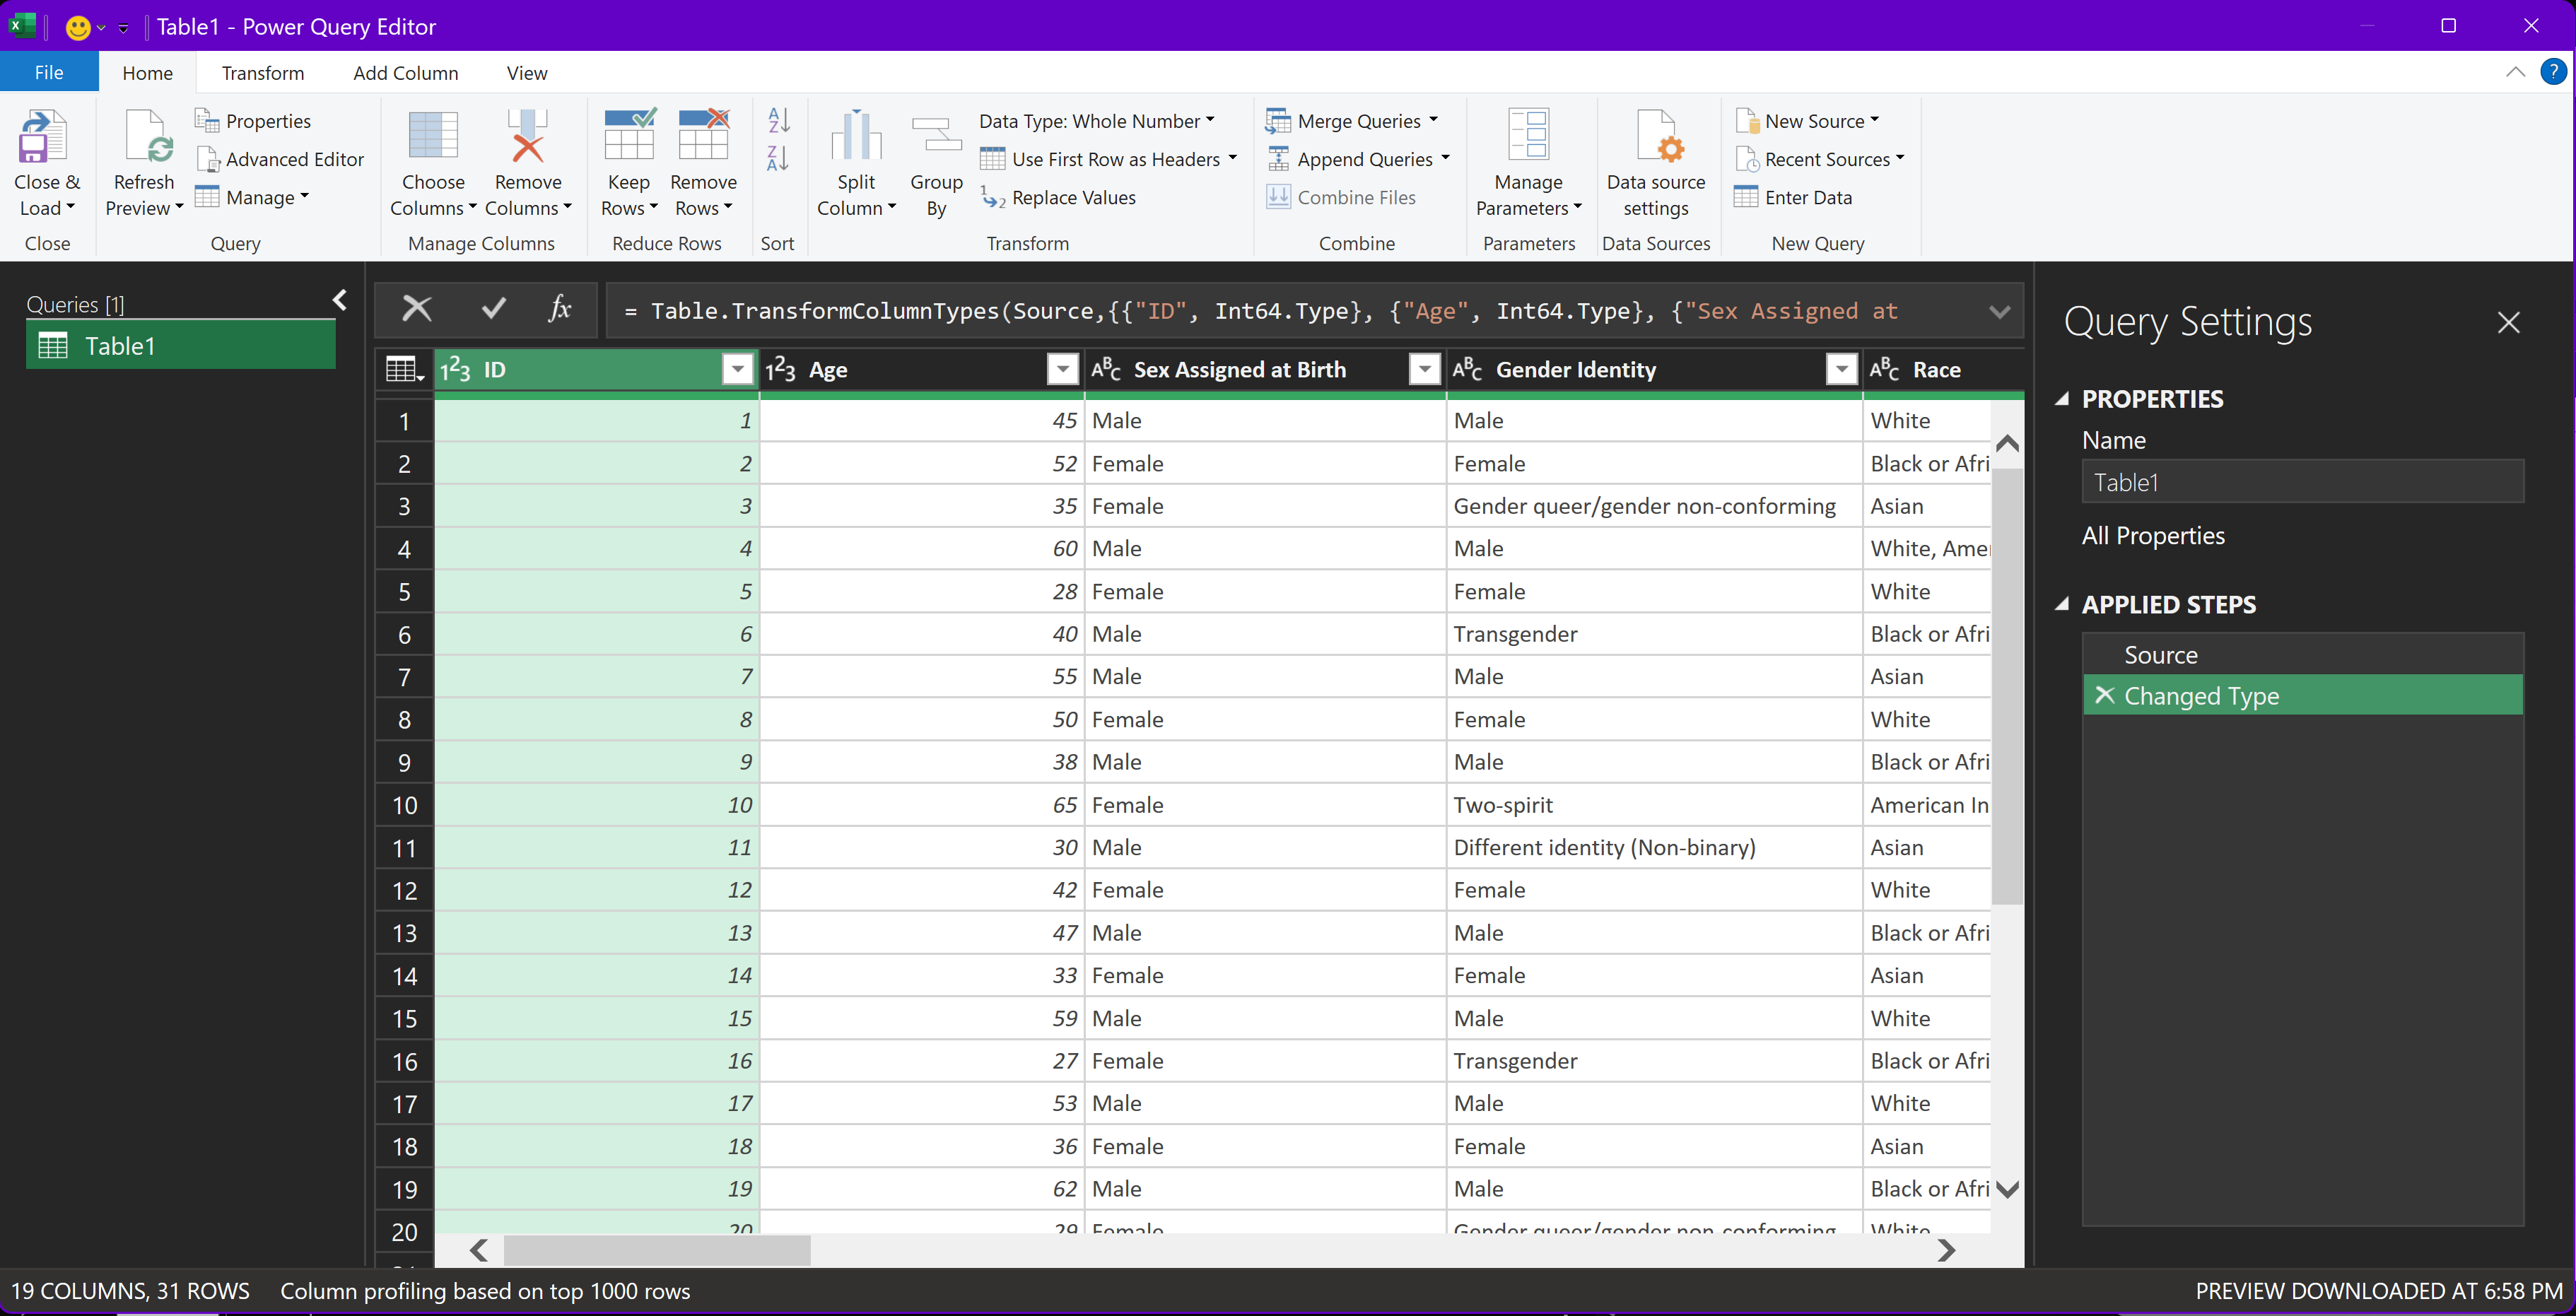 Table1 - Power Query Editor
File Home Transform Add Column View
Close & Load
Close
Refresh Preview
Properties
Advanced Editor
Manage
Query
Choose Columns
Remove Columns
Manage Columns
Keep Rows
Remove Rows
Reduce Rows
Sort
Split Column
Group By
Data Type: Whole Number
Use First Row as Headers
Replace Values
Transform
Merge Queries
Append Queries
Combine Files
Combine
Manage Parameters
Parameters
Data source settings
Data Sources
New Source
Recent Sources
Enter Data
New Query
Queries [1]
Table1
= Table.TransformColumnTypes(Source,{{"ID", Int64.Type}, {"Age", Int64.Type}, {"Sex Assigned at
ID Age Sex Assigned at Birth Gender Identity Race
1 1 45 Male Male White
2 2 52 Female Female Black or Afri
3 3 35 Female Gender queer/gender non-conforming Asian
4 4 60 Male Male White, Amer
5 5 28 Female Female White
6 6 40 Male Transgender Black or Afri
7 7 55 Male Male Asian
8 8 50 Female Female White
9 9 38 Male Male Black or Afri
10 10 65 Female Two-spirit American In
11 11 30 Male Different identity (Non-binary) Asian
12 12 42 Female Female White
13 13 47 Male Male Black or Afri
14 14 33 Female Female Asian
15 15 59 Male Male White
16 16 27 Female Transgender Black or Afri
17 17 53 Male Male White
18 18 36 Female Female Asian
19 19 62 Male Male Black or Afri
20 20 29 Female Gender queer/gender non-conforming White
Query Settings
PROPERTIES
Name
Table1
All Properties
APPLIED STEPS
Source
Changed Type
19 COLUMNS, 31 ROWS Column profiling based on top 1000 rows
PREVIEW DOWNLOADED AT 6:58 PM